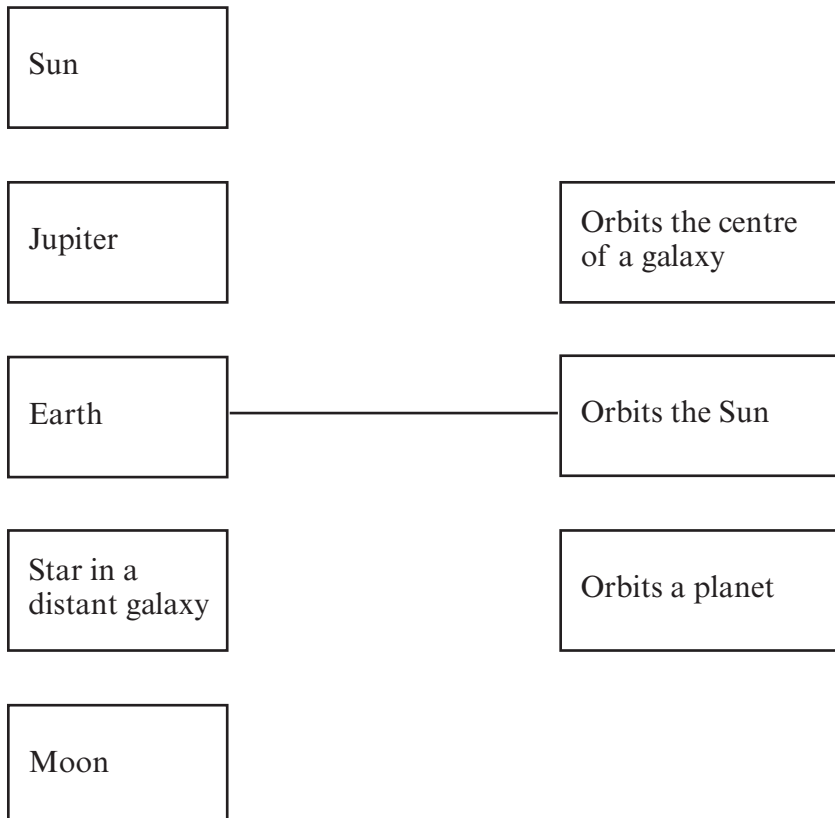 Sun
Jupiter
Orbits the centre
of a galaxy
Earth
Orbits the Sun
Star in a
distant galaxy
Orbits a planet
Moon